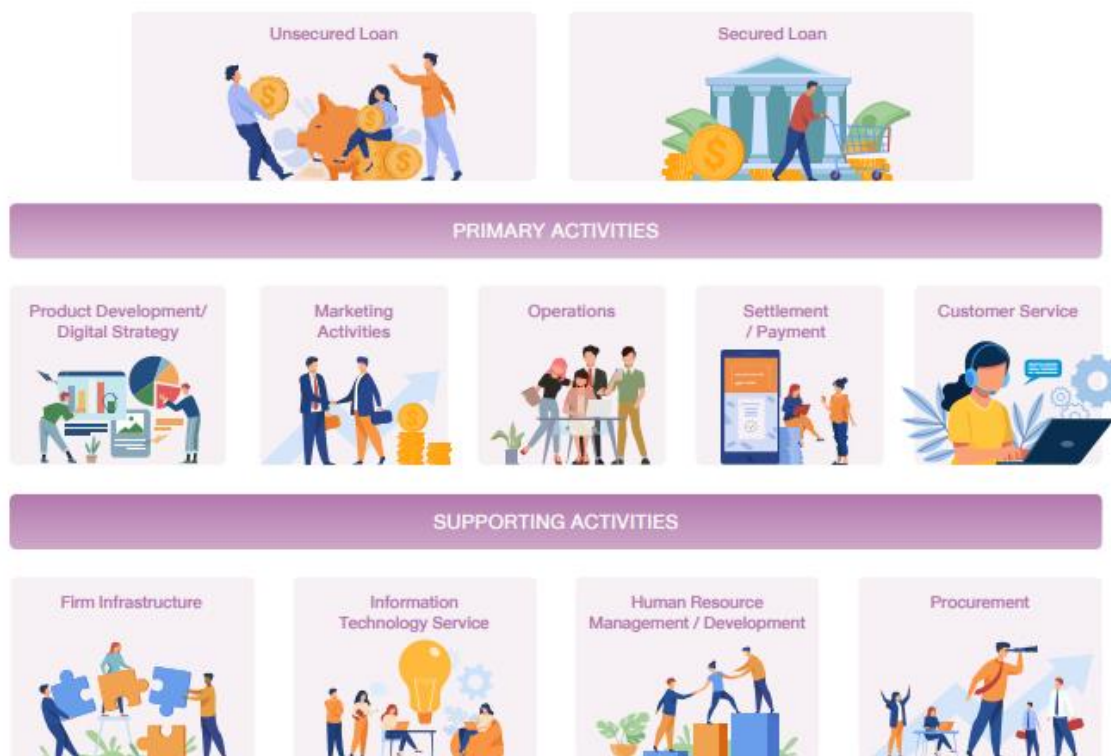 Unsecured Loan
Secured Loan
PRIMARY ACTIVITIES
Product Development/
Digital Strategy
Marketing
Activities
Operations
Settlement
/ Payment
Customer Service
SUPPORTING ACTIVITIES
Firm Infrastructure
Information
Technology Service
Human Resource
Management / Development
Procurement